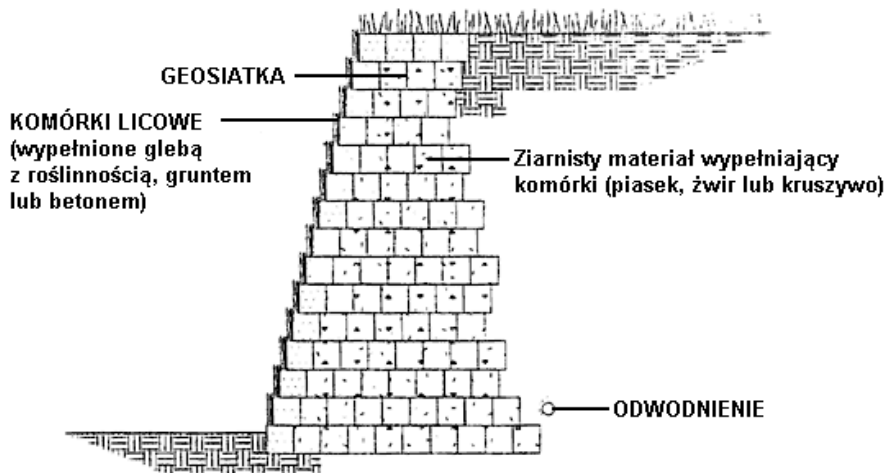 GEOSIATKA
KOMÓRKI LICOWE
(wypełnione glebą
z roślinnością, gruntem
lub betonem)
Ziarnisty materiał wypełniający
komórki (piasek, żwir lub kruszywo)
ODWODNIENIE